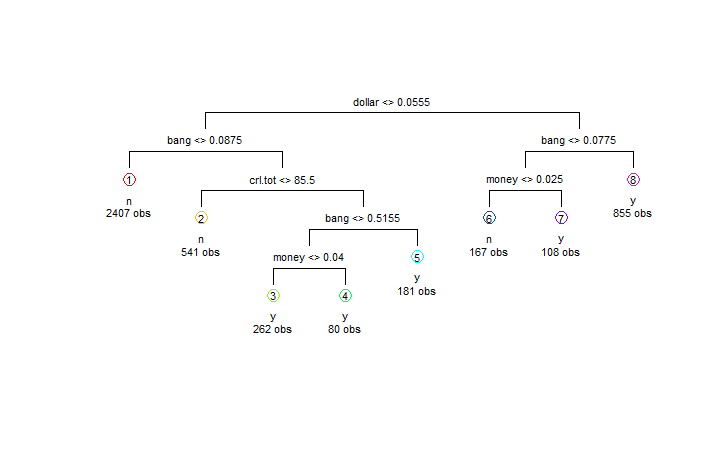 dollar <> 0.0555
bang <> 0.0875
bang <> 0.0775
1
n
2407 obs
crl.tot <> 85.5
money <> 0.025
8
y
855 obs
2
n
541 obs
bang <> 0.5155
6
n
167 obs
7
y
108 obs
money <> 0.04
5
y
181 obs
3
y
262 obs
4
y
80 obs